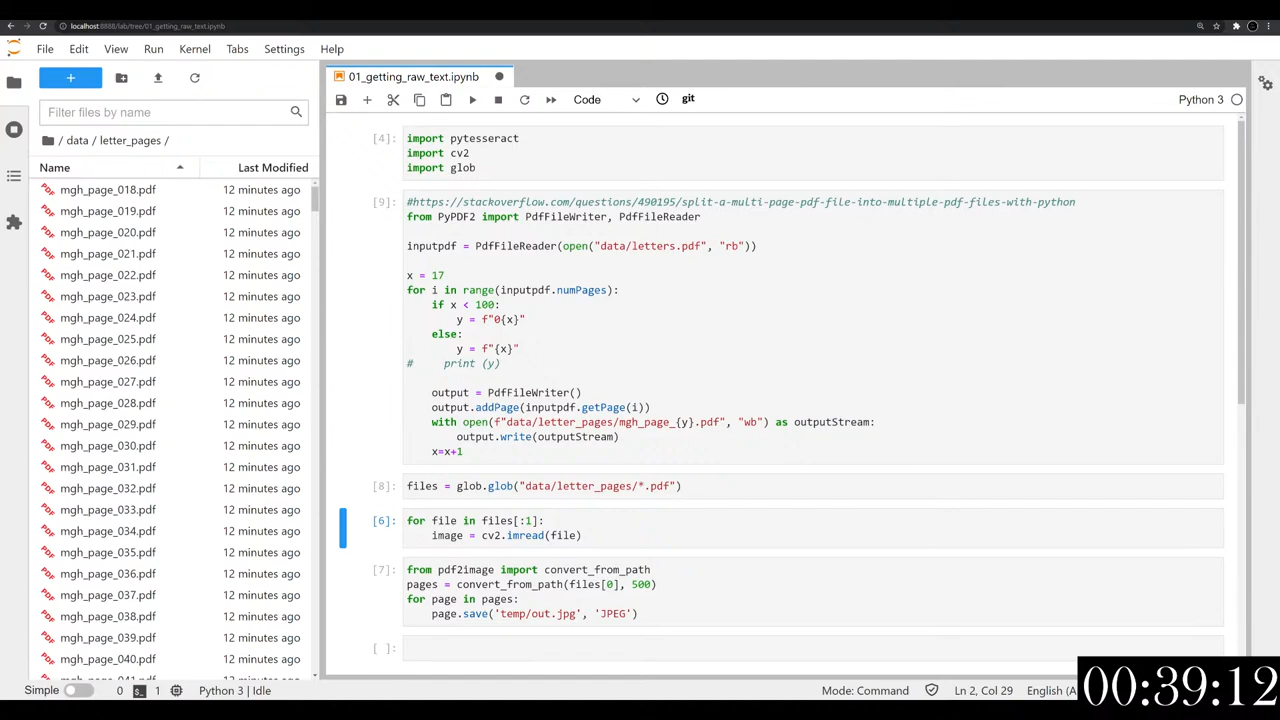 localhost:8888/lab/tree/01_getting_raw_text.ipynb
File Edit View Run Kernel Tabs Settings Help
Filter files by name
/ data / letter_pages /
Name Last Modified
mgh_page_018.pdf 12 minutes ago
mgh_page_019.pdf 12 minutes ago
mgh_page_020.pdf 12 minutes ago
mgh_page_021.pdf 12 minutes ago
mgh_page_022.pdf 12 minutes ago
mgh_page_023.pdf 12 minutes ago
mgh_page_024.pdf 12 minutes ago
mgh_page_025.pdf 12 minutes ago
mgh_page_026.pdf 12 minutes ago
mgh_page_027.pdf 12 minutes ago
mgh_page_028.pdf 12 minutes ago
mgh_page_029.pdf 12 minutes ago
mgh_page_030.pdf 12 minutes ago
mgh_page_031.pdf 12 minutes ago
mgh_page_032.pdf 12 minutes ago
mgh_page_033.pdf 12 minutes ago
mgh_page_034.pdf 12 minutes ago
mgh_page_035.pdf 12 minutes ago
mgh_page_036.pdf 12 minutes ago
mgh_page_037.pdf 12 minutes ago
mgh_page_038.pdf 12 minutes ago
mgh_page_039.pdf 12 minutes ago
mgh_page_040.pdf 12 minutes ago
01_getting_raw_text.ipynb
Code git Python 3
[4]: import pytesseract
import cv2
import glob
[9]: #https://stackoverflow.com/questions/490195/split-a-multi-page-pdf-file-into-multiple-pdf-files-with-python
from PyPDF2 import PdfFileWriter, PdfFileReader
inputpdf = PdfFileReader(open("data/letters.pdf", "rb"))
x = 17
for i in range(inputpdf.numPages):
if x < 100:
y = f"0{x}"
else:
y = f"{x}"
# print (y)
output = PdfFileWriter()
output.addPage(inputpdf.getPage(i))
with open(f"data/letter_pages/mgh_page_{y}.pdf", "wb") as outputStream:
output.write(outputStream)
x=x+1
[8]: files = glob.glob("data/letter_pages/*.pdf")
[6]: for file in files[:1]:
image = cv2.imread(file)
[7]: from pdf2image import convert_from_path
pages = convert_from_path(files[0], 500)
for page in pages:
page.save('temp/out.jpg', 'JPEG')
[ ]:
Simple 0 1 Python 3 | Idle Mode: Command Ln 2, Col 29 English (A
00:39:12